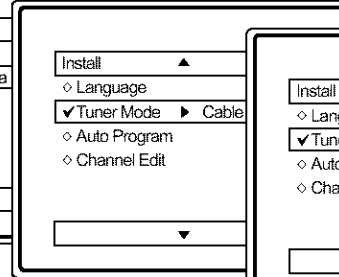 Install
Language
Tuner Mode Cable
Auto Program
Channel Edit
Install